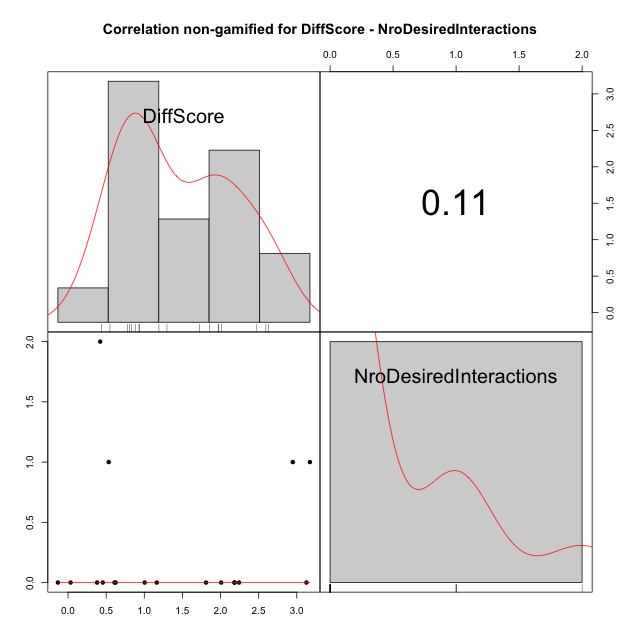 Correlation non-gamified for DiffScore - NroDesiredInteractions
0.0 0.5 1.0 1.5 2.0
DiffScore
0.11
3.0
2.5
2.0
1.5
1.0
0.5
0.0
NroDesiredInteractions
2.0
1.5
1.0
0.5
0.0
0.0 0.5 1.0 1.5 2.0 2.5 3.0